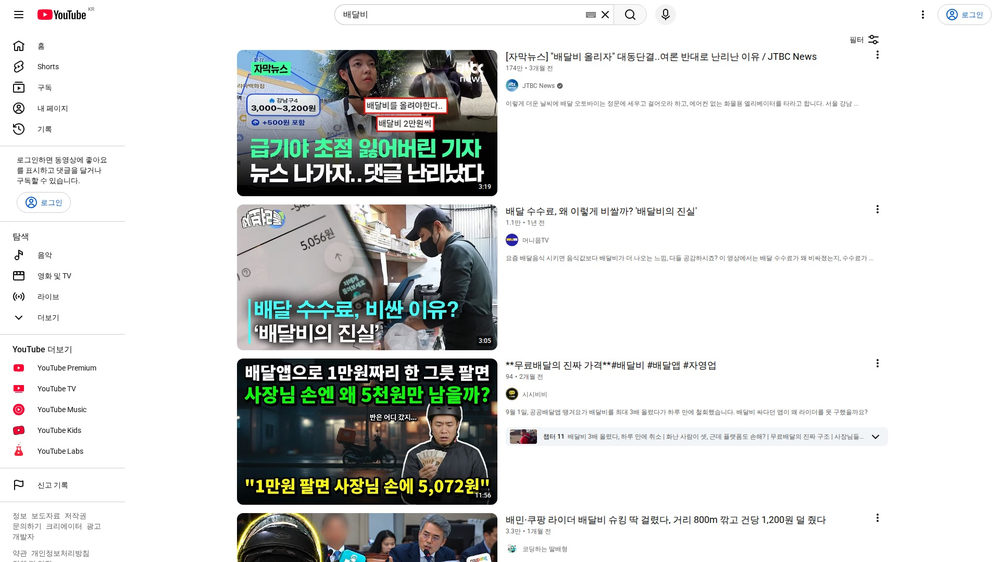 YouTube KR
배달비
로그인
홈
Shorts
구독
내 페이지
기록
로그인하면 동영상에 좋아요
를 표시하고 댓글을 달거나
구독할 수 있습니다.
로그인
탐색
음악
영화 및 TV
라이브
더보기
YouTube 더보기
YouTube Premium
YouTube TV
YouTube Music
YouTube Kids
YouTube Labs
신고 기록
정보 보도자료 저작권
문의하기 크리에이터 광고
개발자
약관 개인정보처리방침
필터
자막뉴스
jtbc
news
강남구4
3,000~3,200원
+500원 포함
배달비를 올려야한다..
배달비 2만원씩
급기야 초점 잃어버린 기자
뉴스 나가자.. 댓글 난리났다
3:19
[자막뉴스] "배달비 올리자" 대동단결..여론 반대로 난리난 이유 / JTBC News
174만 • 3개월 전
JTBC News
이렇게 더운 날씨에 배달 오토바이는 정문에 세우고 걸어오라 하고, 에어컨 없는 화물용 엘리베이터를 타라고 합니다. 서울 강남 ...
5,056원
배달 수수료, 비싼 이유?
'배달비의 진실'
3:05
배달 수수료, 왜 이렇게 비쌀까? '배달비의 진실'
1.1만 • 1년 전
머니음TV
요즘 배달음식 시키면 음식값보다 배달비가 더 나오는 느낌, 다들 공감하시죠? 이 영상에서는 배달 수수료가 왜 비싸졌는지, 수수료가 ...
배달앱으로 1만원짜리 한 그릇 팔면
사장님 손엔 왜 5천원만 남을까?
반은 어디 갔지...
"1만원 팔면 사장님 손에 5,072원"
11:56
**무료배달의 진짜 가격**#배달비 #배달앱 #자영업
94 • 2개월 전
시시비비
9월 1일, 공공배달앱 땡겨요가 배달비를 최대 3배 올렸다가 하루 만에 철회했습니다. 배달비 싸다던 앱이 왜 라이더를 못 구했을까요?
챕터 11 배달비 3배 올렸다, 하루 만에 취소 | 화난 사람이 셋, 근데 플랫폼도 손해? | 무료배달의 진짜 구조 | 사장님들...
배민·쿠팡 라이더 배달비 슈킹 딱 걸렸다, 거리 800m 깎고 건당 1,200원 덜 줬다
3.3만 • 1개월 전
코딩하는 딸배형